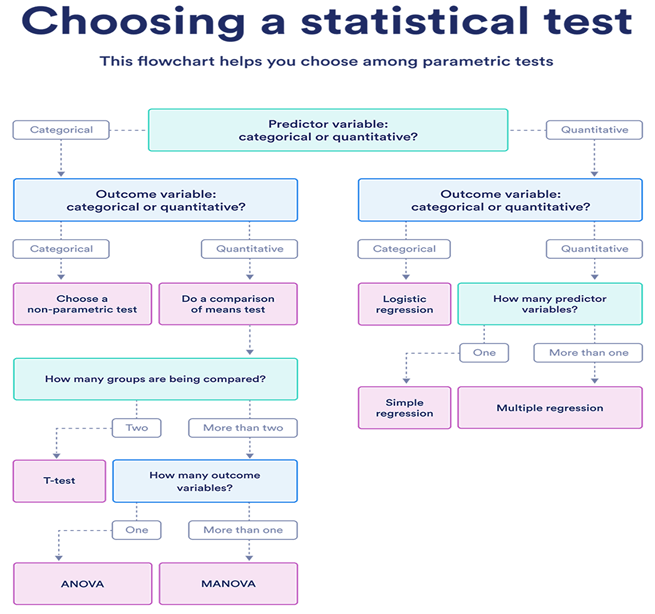 Choosing a statistical test
This flowchart helps you choose among parametric tests
Predictor variable:
categorical or quantitative?
Categorical
Quantitative
Outcome variable:
categorical or quantitative?
Outcome variable:
categorical or quantitative?
Categorical
Quantitative
Categorical
Quantitative
Choose a
non-parametric test
Do a comparison
of means test
Logistic
regression
How many predictor
variables?
One
More than one
How many groups are being compared?
Simple
regression
Multiple regression
Two
More than two
T-test
How many outcome
variables?
One
More than one
ANOVA
MANOVA